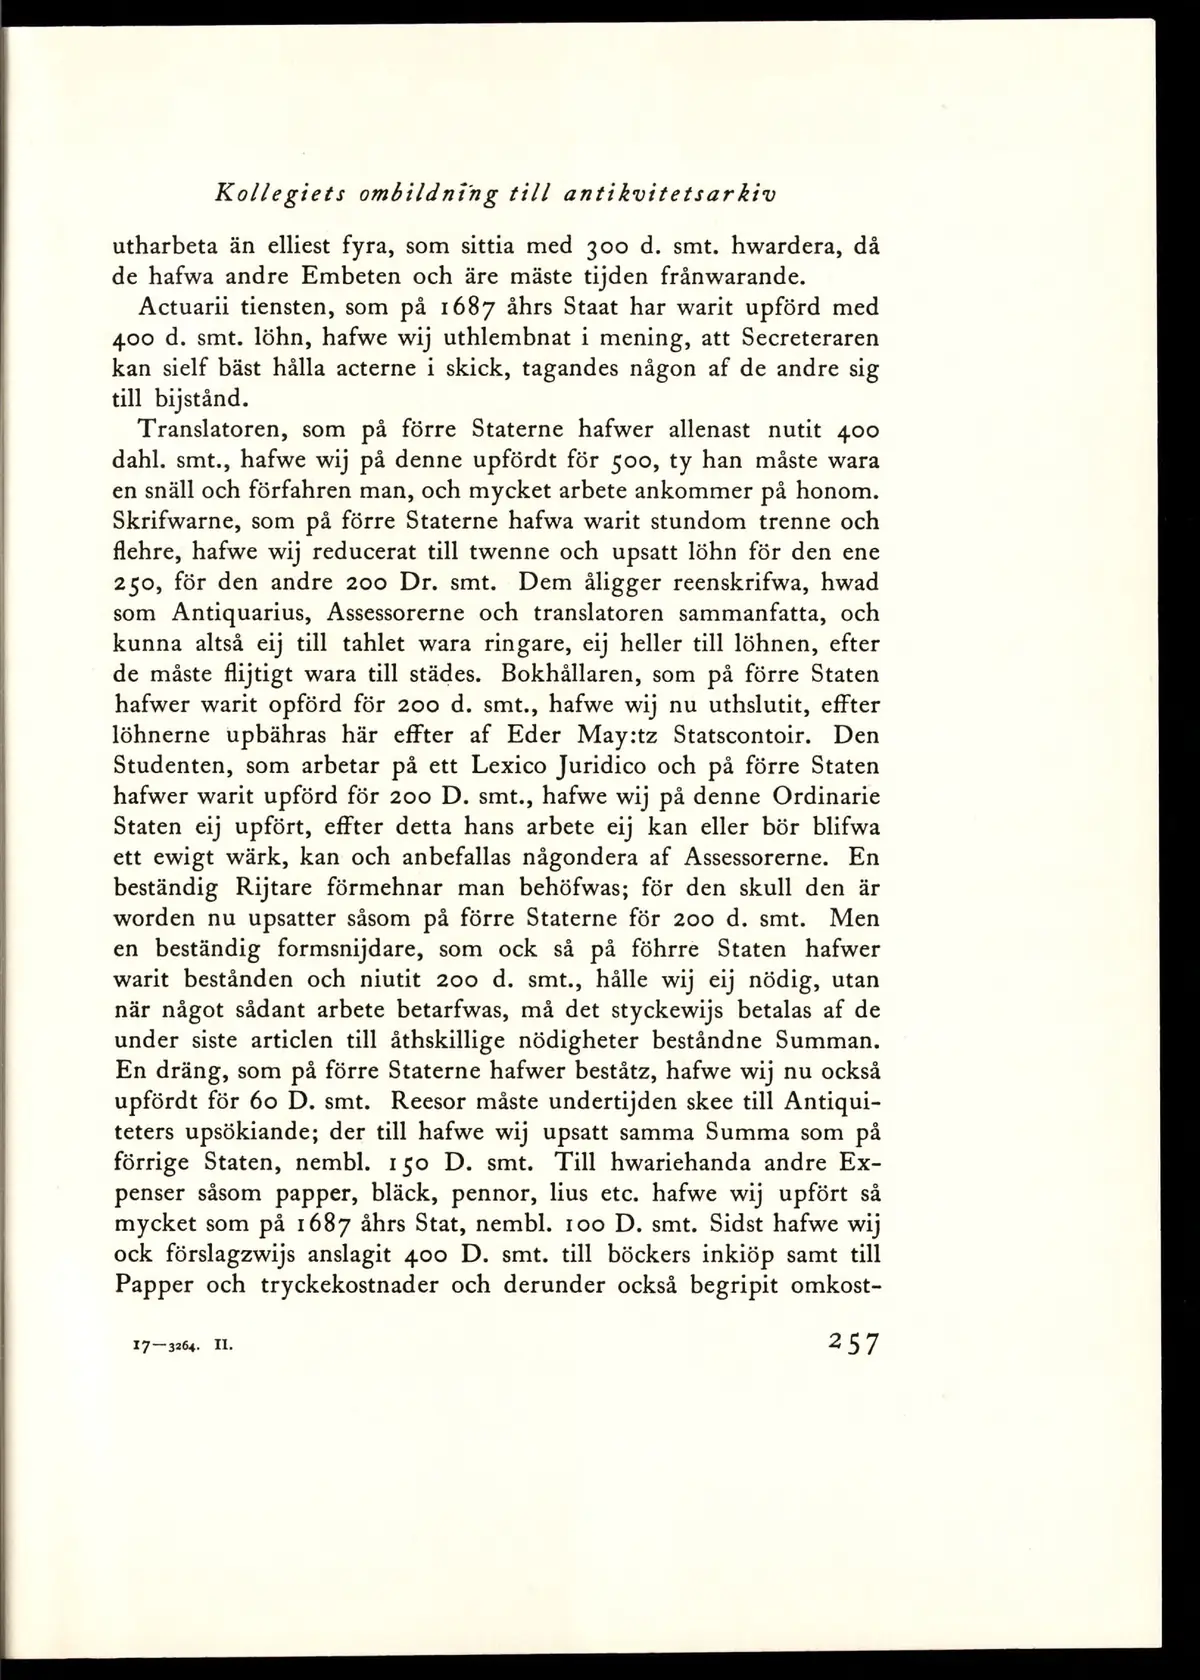 Kollegiets ombildning till antikvitetsarkiv
utharbeta än elliest fyra, som sittia med 300 d. smt. hwardera, då
de hafwa andre Embeten och äre mäste tijden frånwarande.
Actuarii tiensten, som på 1687 åhrs Staat har warit upförd med
400 d. smt. löhn, hafwe wij uthlembnat i mening, att Secreteraren
kan sielf bäst hålla acterne i skick, tagandes någon af de andre sig
till bijstånd.
Translatoren, som på förre Staterne hafwer allenast nutit 400
dahl. smt., hafwe wij på denne upfördt för 500, ty han måste wara
en snäll och förfahren man, och mycket arbete ankommer på honom.
Skrifwarne, som på förre Staterne hafwa warit stundom trenne och
flehre, hafwe wij reducerat till twenne och upsatt löhn för den ene
250, för den andre 200 Dr. smt. Dem åligger reenskrifwa, hwad
som Antiquarius, Assessorerne och translatoren sammanfatta, och
kunna altså eij till tahlet wara ringare, eij heller till löhnen, efter
de måste flijtigt wara till städes. Bokhållaren, som på förre Staten
hafwer warit opförd för 200 d. smt., hafwe wij nu uthslutit, effter
löhnerne upbähras här effter af Eder May:tz Statscontoir. Den
Studenten, som arbetar på ett Lexico Juridico och på förre Staten
hafwer warit upförd för 200 D. smt., hafwe wij på denne Ordinarie
Staten eij upfört, effter detta hans arbete eij kan eller bör blifwa
ett ewigt wärk, kan och anbefallas någondera af Assessorerne. En
beständig Rijtare förmehnar man behöfwas; för den skull den är
worden nu upsatter såsom på förre Staterne för 200 d. smt. Men
en beständig formsnijdare, som ock så på föhrre Staten hafwer
warit bestånden och niutit 200 d. smt., hålle wij eij nödig, utan
när något sådant arbete betarfwas, må det styckewijs betalas af de
under siste articlen till åthskillige nödigheter beståndne Summan.
En dräng, som på förre Staterne hafwer beståtz, hafwe wij nu också
upfördt för 60 D. smt. Reesor måste undertijden skee till Antiqui-
teters upsökiande; der till hafwe wij upsatt samma Summa som på
förrige Staten, nembl. 150 D. smt. Till hwariehanda andre Ex-
penser såsom papper, bläck, pennor, lius etc. hafwe wij upfört så
mycket som på 1687 åhrs Stat, nembl. 100 D. smt. Sidst hafwe wij
ock förslagzwijs anslagit 400 D. smt. till böckers inkiöp samt till
Papper och tryckekostnader och derunder också begripit omkost-
17—3264. II.
257